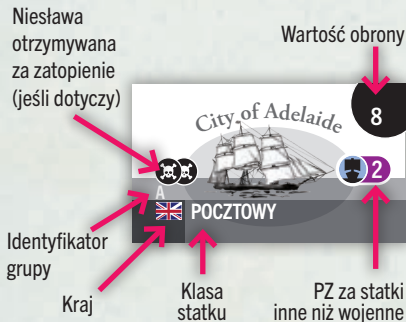 Niesława
otrzymywana
za zatopienie
(jeśli dotyczy)
Wartość obrony
8
City of Adelaide
2
A
POCZTOWY
Identyfikator
grupy
Kraj
Klasa
statku
PZ za statki
inne niż wojenne